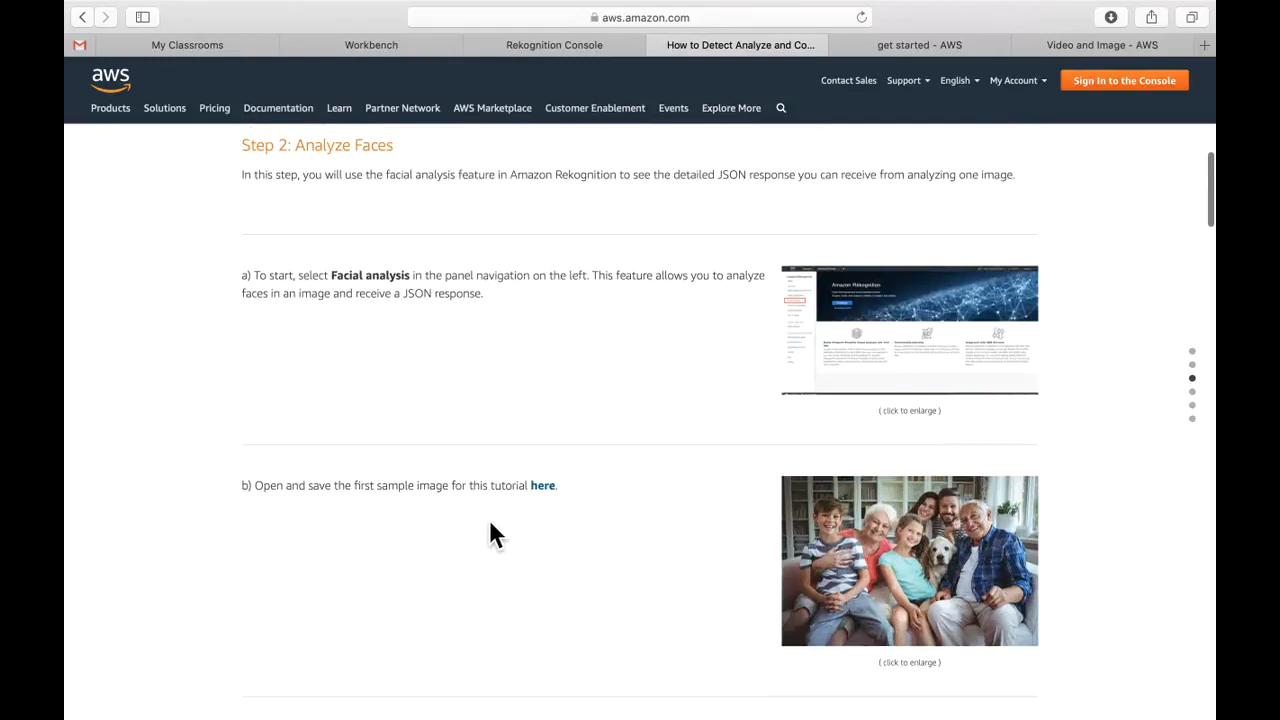 aws.amazon.com
My Classrooms
Workbench
Rekognition Console
How to Detect Analyze and Co...
get started - AWS
Video and Image - AWS
aws
Contact Sales
Support
English
My Account
Sign In to the Console
Products
Solutions
Pricing
Documentation
Learn
Partner Network
AWS Marketplace
Customer Enablement
Events
Explore More
Step 2: Analyze Faces
In this step, you will use the facial analysis feature in Amazon Rekognition to see the detailed JSON response you can receive from analyzing one image.
a) To start, select Facial analysis in the panel navigation on the left. This feature allows you to analyze
faces in an image and receive a JSON response.
Amazon Rekognition
( click to enlarge )
b) Open and save the first sample image for this tutorial here.
( click to enlarge )